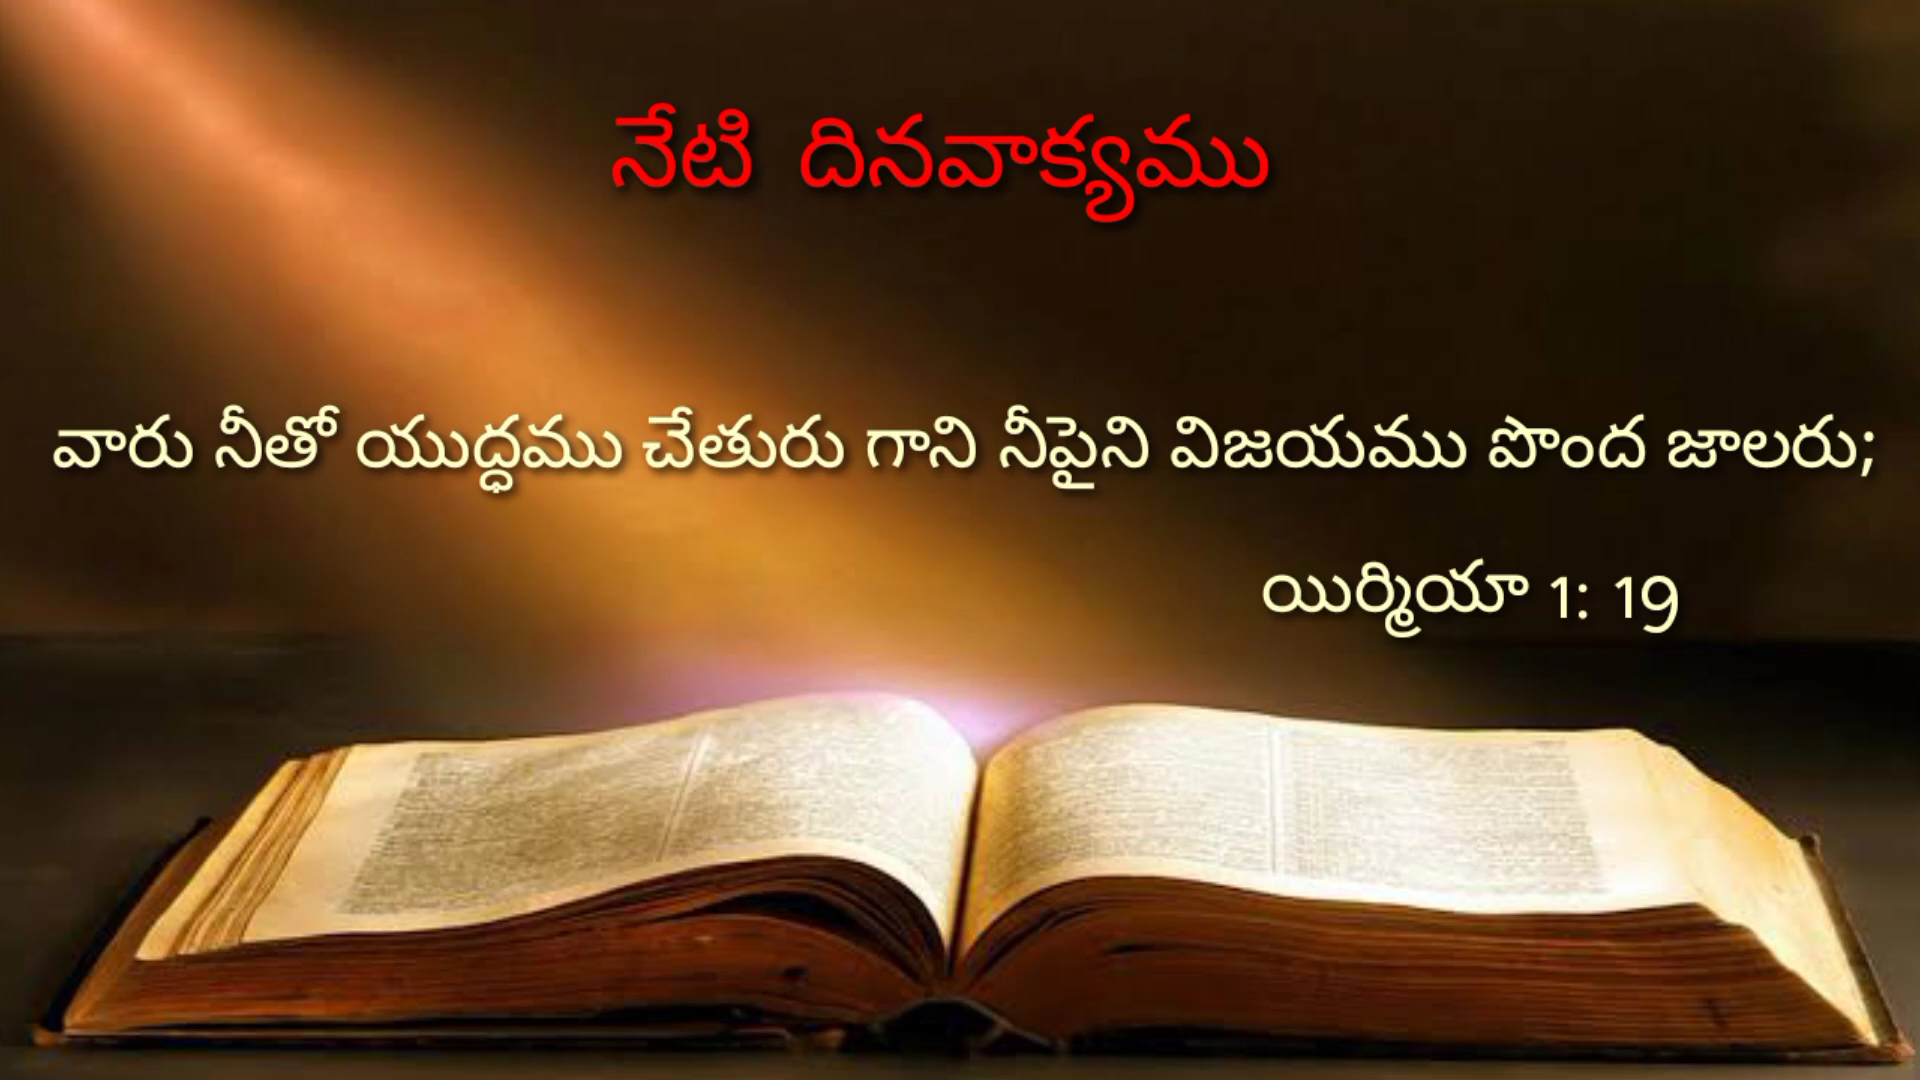 నేటి దినవాక్యము
వారు నీతో యుద్ధము చేతురు గాని నీపైని విజయము పొంద జాలరు;
యిర్మియా 1: 19